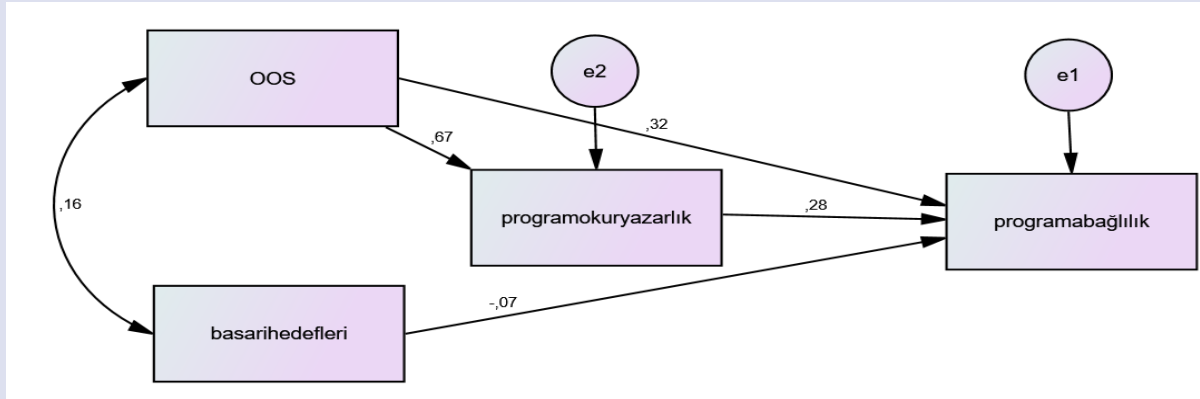 OOS
e2
e1
,32
,67
,16
programokuryazarlık
,28
programabağlılık
-,07
basarihedefleri